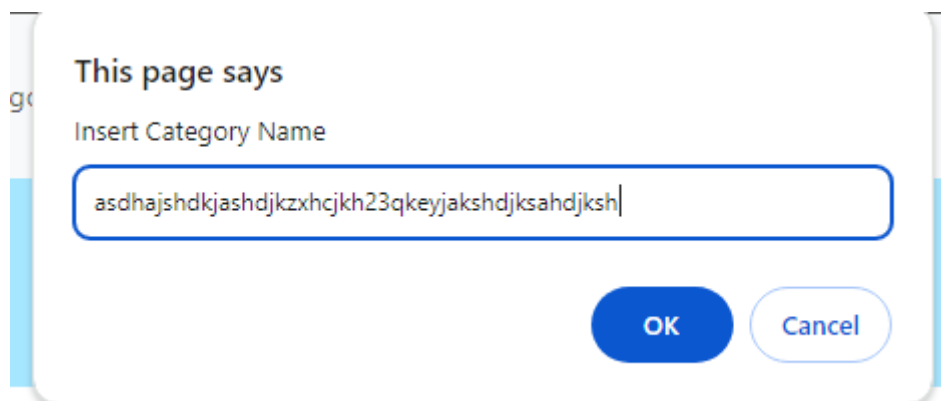 This page says
Insert Category Name
asdhajshdkjashdjkzxhcjkh23qkeyjakshdjksahdjksh
OK
Cancel